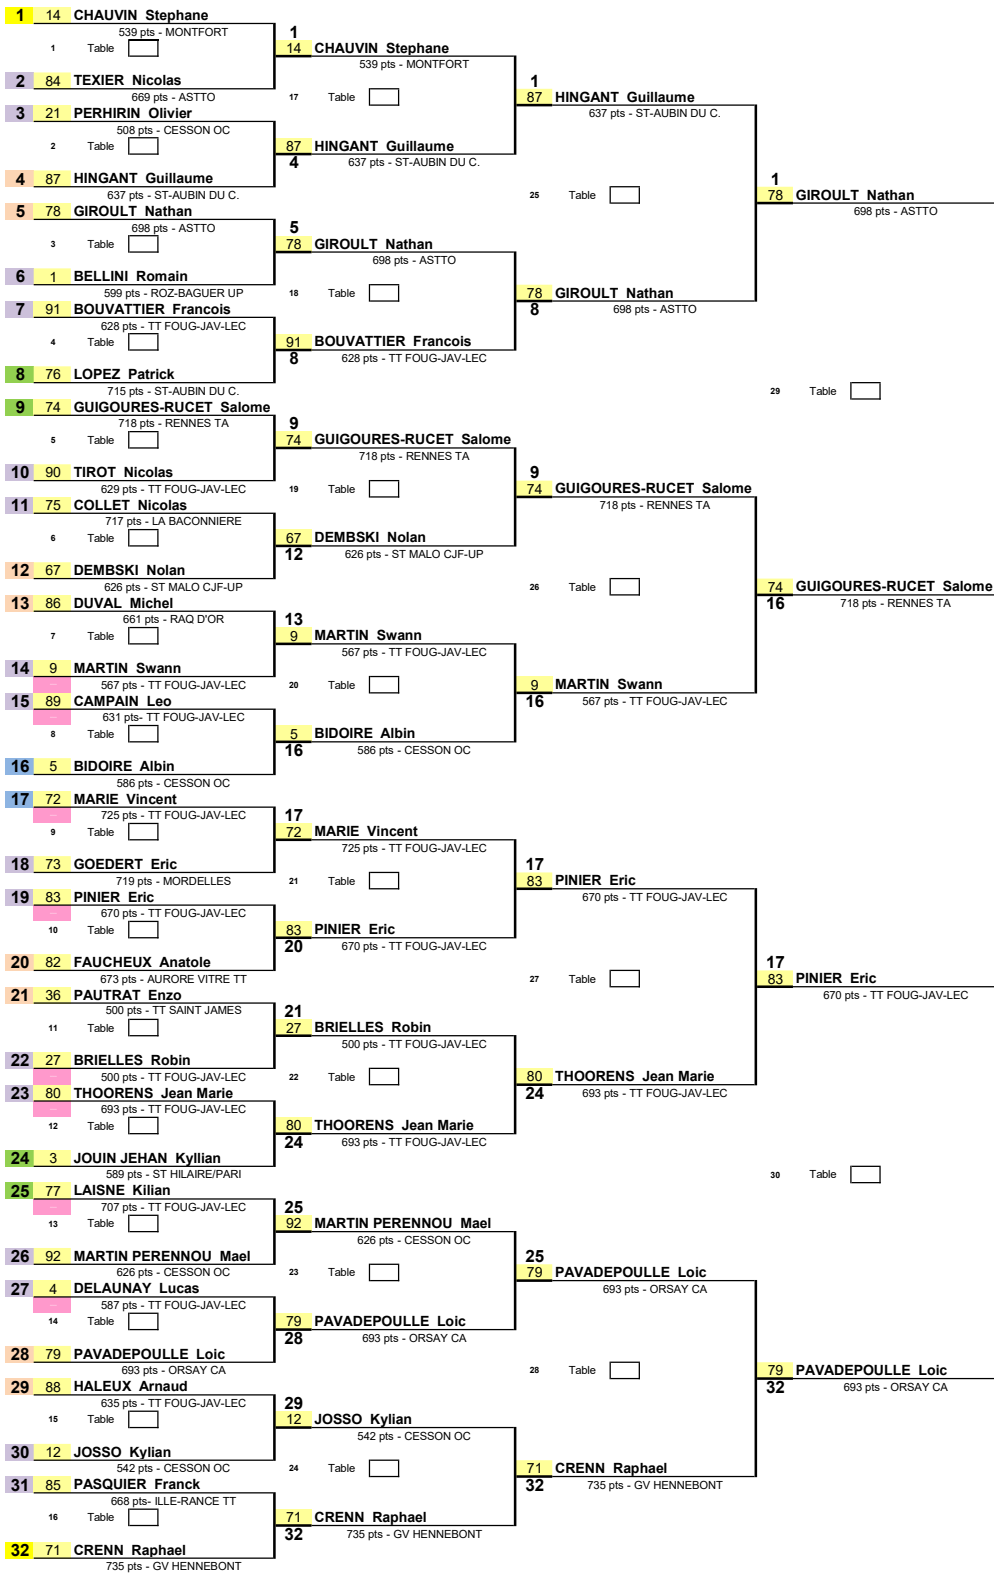 1 14 CHAUVIN Stephane
539 pts - MONTFORT
1 Table
2 84 TEXIER Nicolas
669 pts - ASTTO
3 21 PERHIRIN Olivier
508 pts - CESSON OC
2 Table
4 87 HINGANT Guillaume
637 pts - ST-AUBIN DU C.
5 78 GIROULT Nathan
698 pts - ASTTO
3 Table
6 1 BELLINI Romain
599 pts - ROZ-BAGUER UP
7 91 BOUVATTIER Francois
628 pts - TT FOUG-JAV-LEC
4 Table
8 76 LOPEZ Patrick
715 pts - ST-AUBIN DU C.
9 74 GUIGOURES-RUCET Salome
718 pts - RENNES TA
5 Table
10 90 TIROT Nicolas
629 pts - TT FOUG-JAV-LEC
11 75 COLLET Nicolas
717 pts - LA BACONNIERE
6 Table
12 67 DEMBSKI Nolan
626 pts - ST MALO CJF-UP
13 86 DUVAL Michel
661 pts - RAQ D'OR
7 Table
14 9 MARTIN Swann
567 pts - TT FOUG-JAV-LEC
15 89 CAMPAIN Leo
631 pts- TT FOUG-JAV-LEC
8 Table
16 5 BIDOIRE Albin
586 pts - CESSON OC
17 72 MARIE Vincent
725 pts - TT FOUG-JAV-LEC
9 Table
18 73 GOEDERT Eric
719 pts - MORDELLES
19 83 PINIER Eric
670 pts - TT FOUG-JAV-LEC
10 Table
20 82 FAUCHEUX Anatole
673 pts - AURORE VITRE TT
21 36 PAUTRAT Enzo
500 pts - TT SAINT JAMES
11 Table
22 27 BRIELLES Robin
500 pts - TT FOUG-JAV-LEC
23 80 THOORENS Jean Marie
693 pts - TT FOUG-JAV-LEC
12 Table
24 3 JOUIN JEHAN Kyllian
589 pts - ST HILAIRE/PARI
25 77 LAISNE Kilian
707 pts - TT FOUG-JAV-LEC
13 Table
26 92 MARTIN PERENNOU Mael
626 pts - CESSON OC
27 4 DELAUNAY Lucas
587 pts - TT FOUG-JAV-LEC
14 Table
28 79 PAVADEPOULLE Loic
693 pts - ORSAY CA
29 88 HALEUX Arnaud
635 pts - TT FOUG-JAV-LEC
15 Table
30 12 JOSSO Kylian
542 pts - CESSON OC
31 85 PASQUIER Franck
668 pts- ILLE-RANCE TT
16 Table
32 71 CRENN Raphael
735 pts - GV HENNEBONT
1
14 CHAUVIN Stephane
539 pts - MONTFORT
17 Table
87 HINGANT Guillaume
4 637 pts - ST-AUBIN DU C.
5
78 GIROULT Nathan
698 pts - ASTTO
18 Table
91 BOUVATTIER Francois
8 628 pts - TT FOUG-JAV-LEC
9
74 GUIGOURES-RUCET Salome
718 pts - RENNES TA
19 Table
67 DEMBSKI Nolan
12 626 pts - ST MALO CJF-UP
13
9 MARTIN Swann
567 pts - TT FOUG-JAV-LEC
20 Table
5 BIDOIRE Albin
16 586 pts - CESSON OC
17
72 MARIE Vincent
725 pts - TT FOUG-JAV-LEC
21 Table
83 PINIER Eric
20 670 pts - TT FOUG-JAV-LEC
21
27 BRIELLES Robin
500 pts - TT FOUG-JAV-LEC
22 Table
80 THOORENS Jean Marie
24 693 pts - TT FOUG-JAV-LEC
25
92 MARTIN PERENNOU Mael
626 pts - CESSON OC
23 Table
79 PAVADEPOULLE Loic
28 693 pts - ORSAY CA
29
12 JOSSO Kylian
542 pts - CESSON OC
24 Table
71 CRENN Raphael
32 735 pts - GV HENNEBONT
1
87 HINGANT Guillaume
637 pts - ST-AUBIN DU C.
25 Table
78 GIROULT Nathan
8 698 pts - ASTTO
9
74 GUIGOURES-RUCET Salome
718 pts - RENNES TA
26 Table
9 MARTIN Swann
16 567 pts - TT FOUG-JAV-LEC
17
83 PINIER Eric
670 pts - TT FOUG-JAV-LEC
27 Table
80 THOORENS Jean Marie
24 693 pts - TT FOUG-JAV-LEC
25
79 PAVADEPOULLE Loic
693 pts - ORSAY CA
28 Table
71 CRENN Raphael
32 735 pts - GV HENNEBONT
1
78 GIROULT Nathan
698 pts - ASTTO
29 Table
74 GUIGOURES-RUCET Salome
16 718 pts - RENNES TA
17
83 PINIER Eric
670 pts - TT FOUG-JAV-LEC
30 Table
79 PAVADEPOULLE Loic
32 693 pts - ORSAY CA